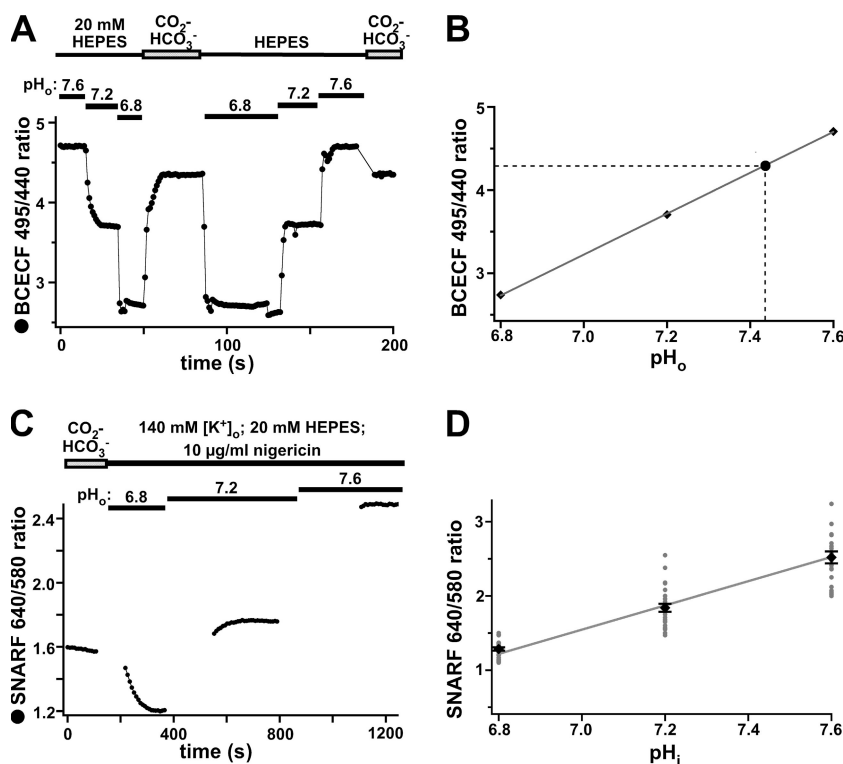 A
20 mM
HEPES
CO₂-
HCO₃⁻
HEPES
CO₂-
HCO₃⁻
pHₒ: 7.6
7.2
6.8
6.8
7.2
7.6
5
4
3
BCECF 495/440 ratio
0
100
200
time (s)
B
5
4
3
BCECF 495/440 ratio
6.8
7.0
7.2
7.4
7.6
pHₒ
C
CO₂-
HCO₃⁻
140 mM [K⁺]ₒ; 20 mM HEPES;
10 µg/ml nigericin
pHₒ: 6.8
7.2
7.6
2.4
2.0
1.6
1.2
SNARF 640/580 ratio
0
400
800
1200
time (s)
D
3
2
1
SNARF 640/580 ratio
6.8
7.0
7.2
7.4
7.6
pHᵢ